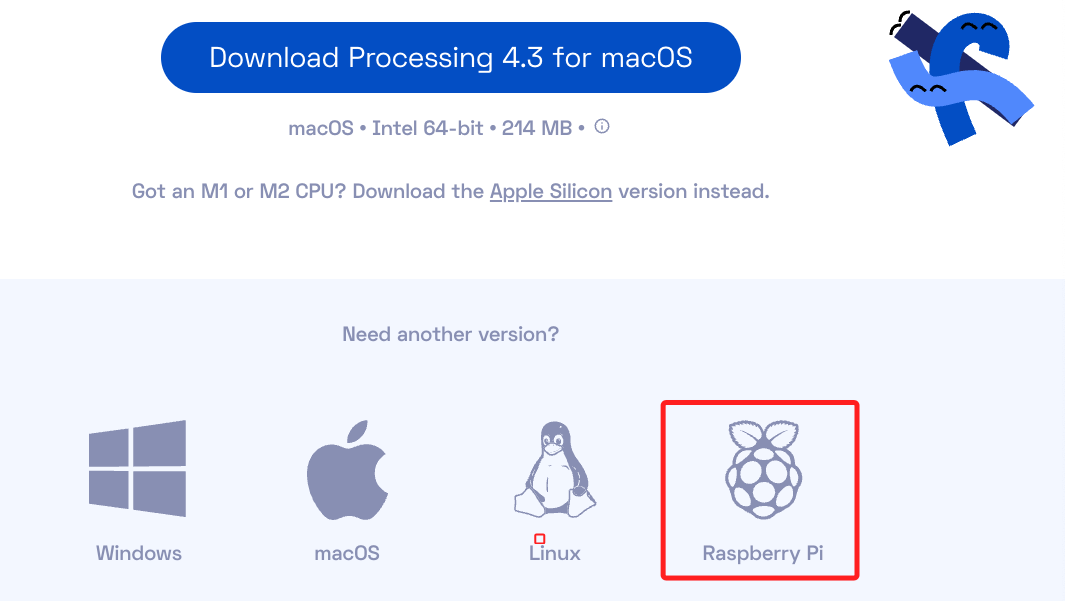 Download Processing 4.3 for macOS
macOS • Intel 64-bit • 214 MB •
Got an M1 or M2 CPU? Download the Apple Silicon version instead.
Need another version?
Windows
macOS
Linux
Raspberry Pi